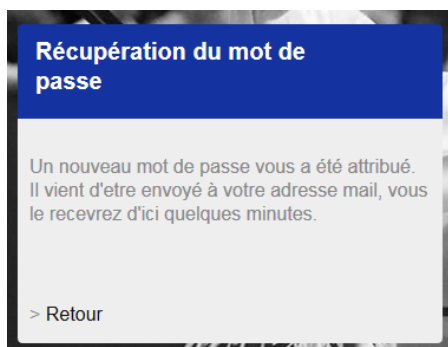 Récupération du mot de
passe
Un nouveau mot de passe vous a été attribué.
Il vient d'etre envoyé à votre adresse mail, vous
le recevrez d'ici quelques minutes.
> Retour